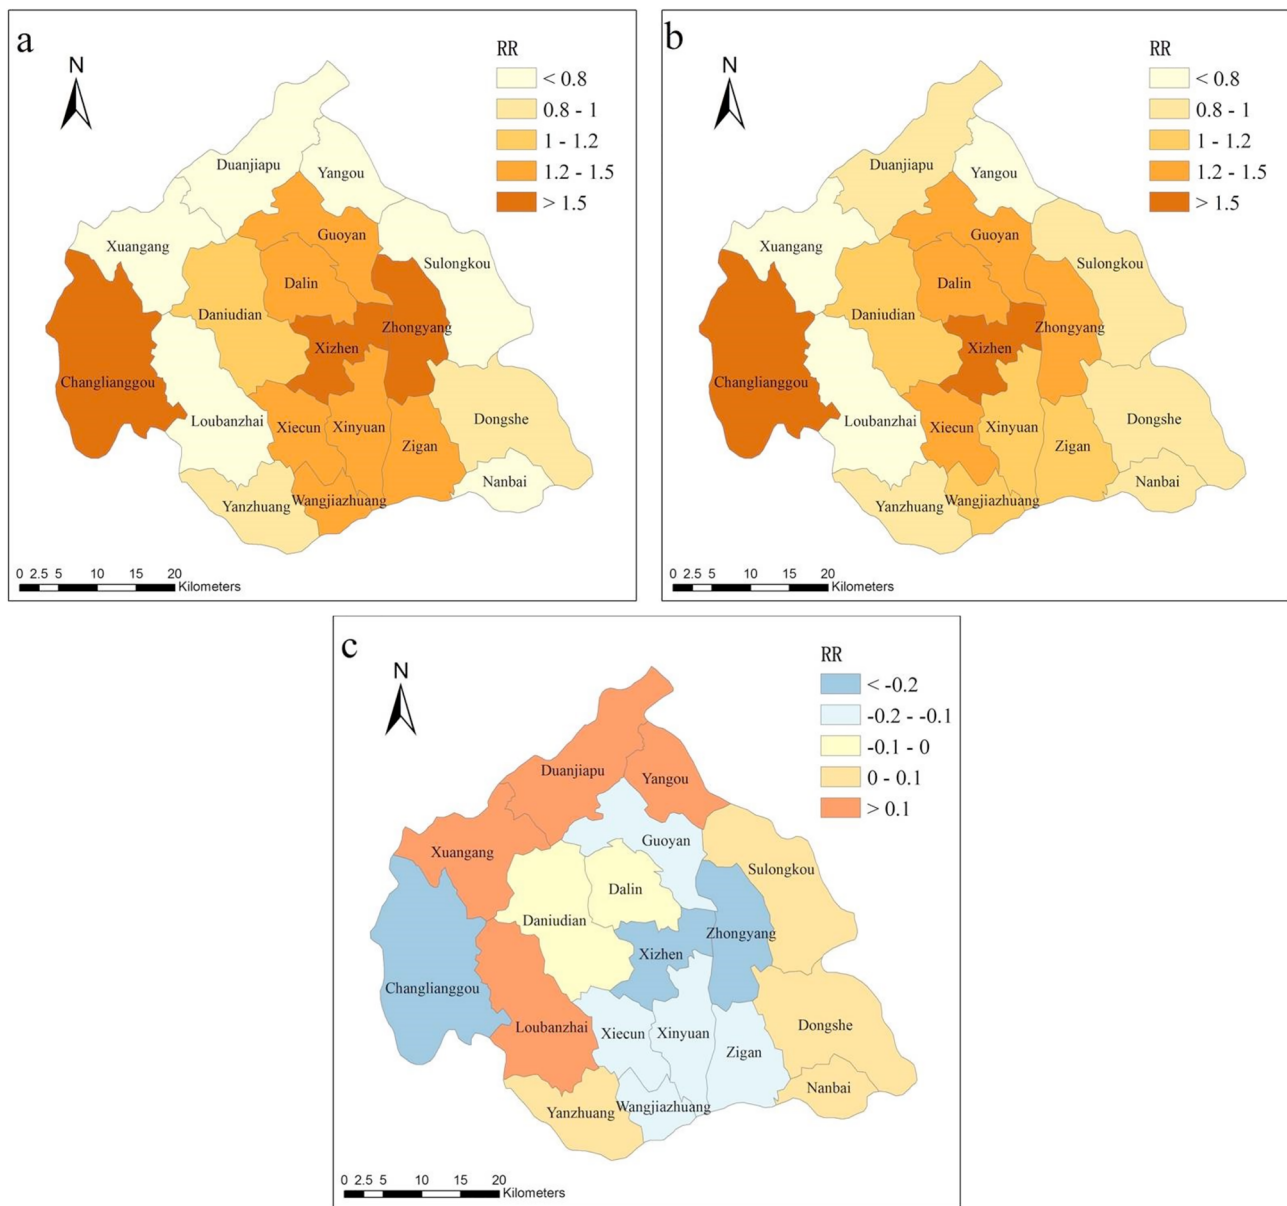 a
RR
N
< 0.8
0.8 - 1
1 - 1.2
1.2 - 1.5
> 1.5
Duanjiapu
Yangou
Guoyan
Xuangang
Sulongkou
Dalin
Daniudian
Zhongyang
Xizhen
Changlianggou
Loubanzhai
Xiecun
Xinyuan
Dongshe
Zigan
Nanbai
Yanzhuang
Wangjiazhuang
0 2.5 5 10 15 20
Kilometers
b
RR
N
< 0.8
0.8 - 1
1 - 1.2
1.2 - 1.5
> 1.5
Duanjiapu
Yangou
Guoyan
Xuangang
Sulongkou
Dalin
Daniudian
Zhongyang
Xizhen
Changlianggou
Loubanzhai
Xiecun
Xinyuan
Dongshe
Zigan
Nanbai
Yanzhuang
Wangjiazhuang
0 2.5 5 10 15 20
Kilometers
c
RR
N
< -0.2
-0.2 - -0.1
-0.1 - 0
0 - 0.1
> 0.1
Duanjiapu
Yangou
Guoyan
Xuangang
Sulongkou
Dalin
Daniudian
Zhongyang
Xizhen
Changlianggou
Loubanzhai
Xiecun
Xinyuan
Dongshe
Zigan
Nanbai
Yanzhuang
Wangjiazhuang
0 2.5 5 10 15 20
Kilometers